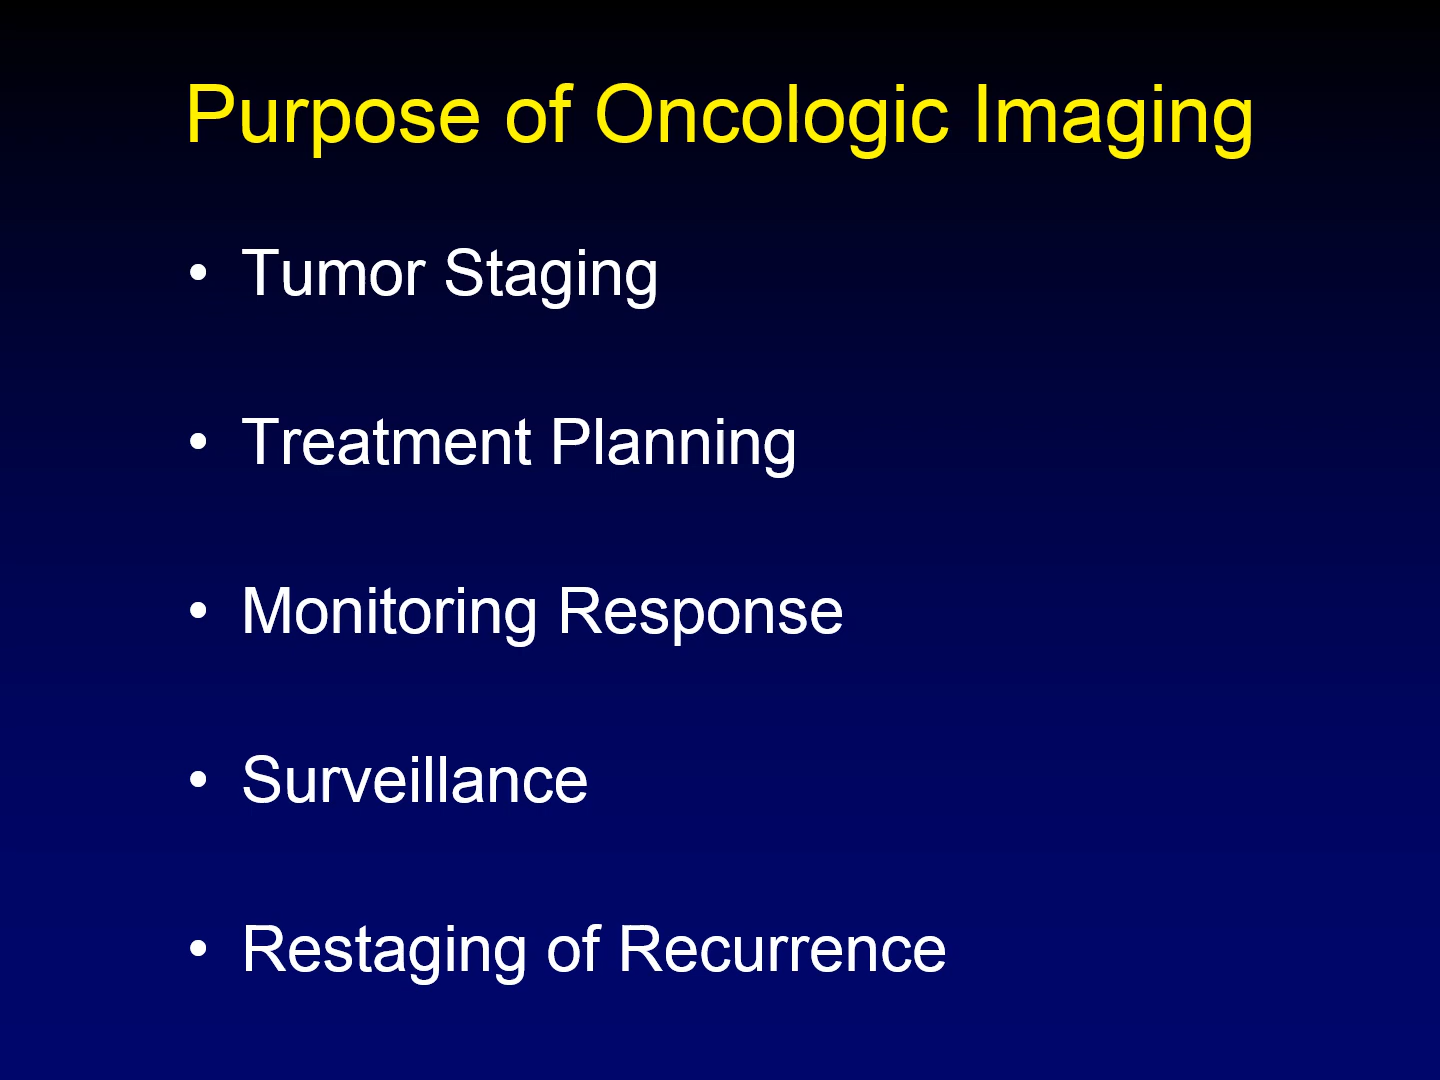 Purpose of Oncologic Imaging
• Tumor Staging
• Treatment Planning
• Monitoring Response
• Surveillance
• Restaging of Recurrence